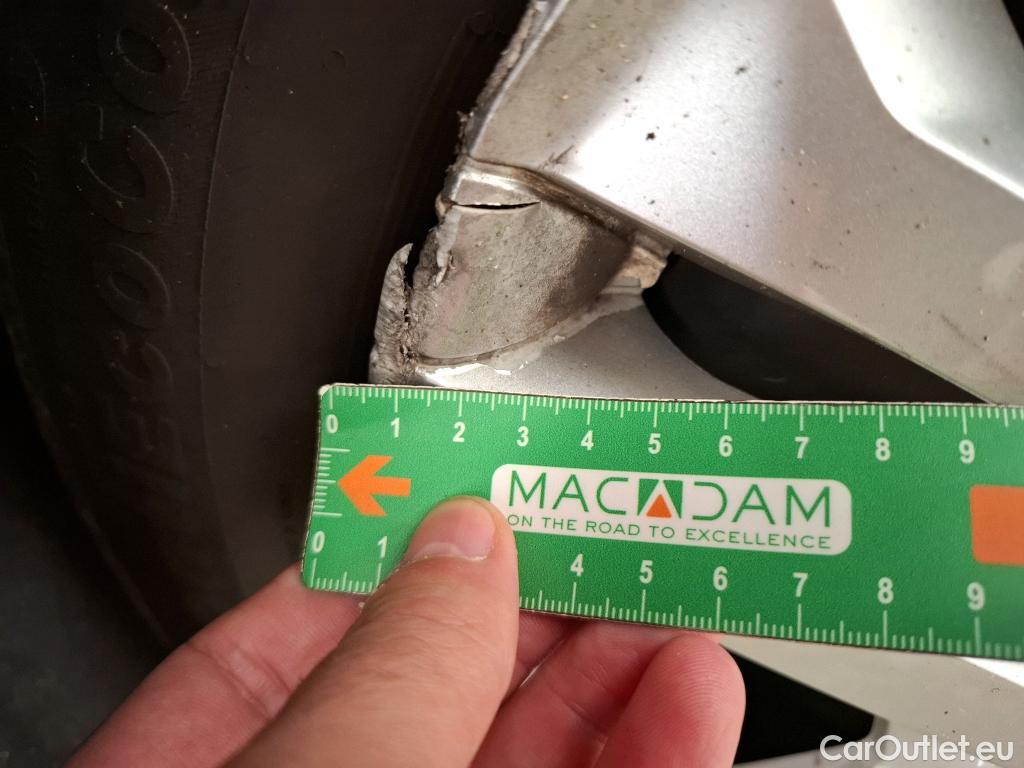 ECOCO
0 1 2 3 4 5 6 7 8 9
MACADAM
ON THE ROAD TO EXCELLENCE
0 1 4 5 6 7 8 9
CarOutlet.eu